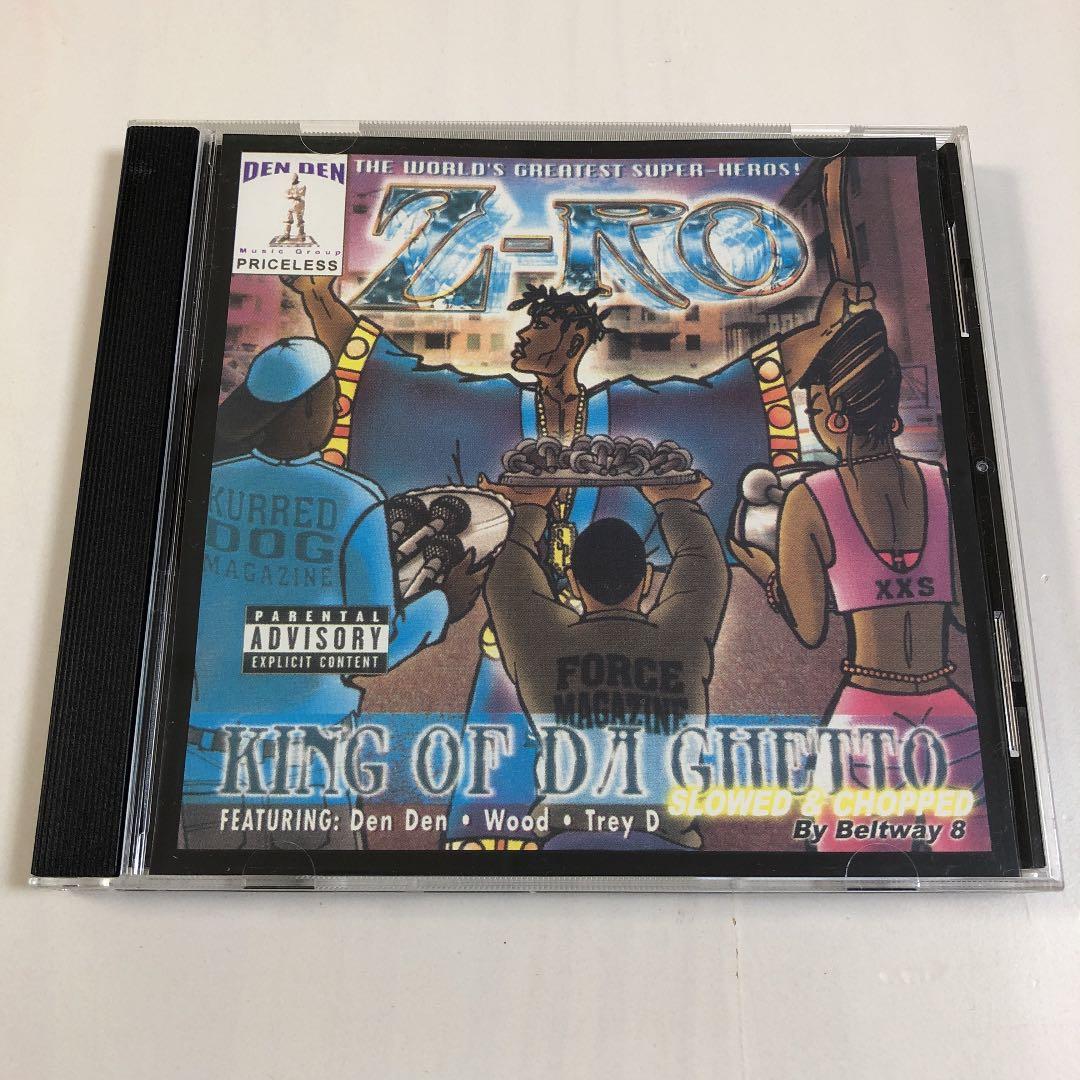 DEN DEN
Music Group
PRICELESS
THE WORLD'S GREATEST SUPER-HEROS!
Z-RO
KURRED
DOG
MAGAZINE
XXS
PARENTAL
ADVISORY
EXPLICIT CONTENT
FORCE
MAGAZINE
KING OF DA GHETTO
SLOWED & CHOPPED
FEATURING: Den Den • Wood • Trey D
By Beltway 8